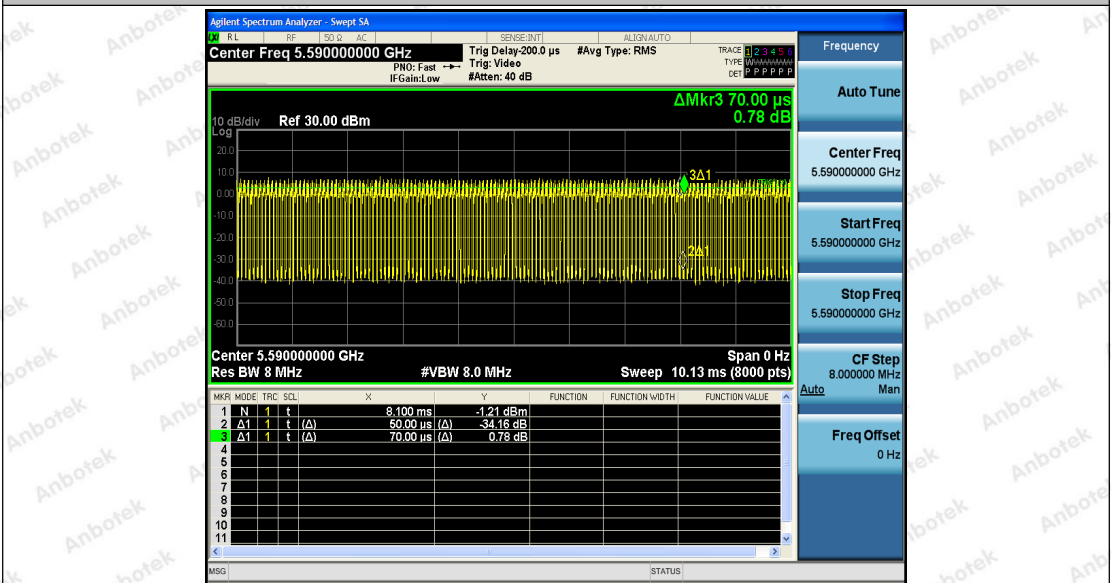 Agilent Spectrum Analyzer - Swept SA
RL RF 50 Ω AC SENSE:INT ALIGNAUTO
Center Freq 5.590000000 GHz
PNO: Fast
IFGain:Low
Trig Delay-200.0 µs
Trig: Video
#Atten: 40 dB
#Avg Type: RMS
TRACE 1 2 3 4 5 6
TYPE
DET P P P P P P
ΔMkr3 70.00 µs
0.78 dB
10 dB/div Ref 30.00 dBm
Log
20.0
10.0
0.00
-10.0
-20.0
-30.0
-40.0
-50.0
-60.0
3Δ1
2Δ1
Center 5.590000000 GHz Span 0 Hz
Res BW 8 MHz #VBW 8.0 MHz Sweep 10.13 ms (8000 pts)
MKR MODE TRC SCL X Y FUNCTION FUNCTION WIDTH FUNCTION VALUE
1 N 1 t 8.100 ms -1.21 dBm
2 Δ1 1 t (Δ) 50.00 µs (Δ) -34.16 dB
3 Δ1 1 t (Δ) 70.00 µs (Δ) 0.78 dB
4
5
6
7
8
9
10
11
MSG STATUS
Frequency
Auto Tune
Center Freq
5.590000000 GHz
Start Freq
5.590000000 GHz
Stop Freq
5.590000000 GHz
CF Step
8.000000 MHz
Auto Man
Freq Offset
0 Hz
Anbotek